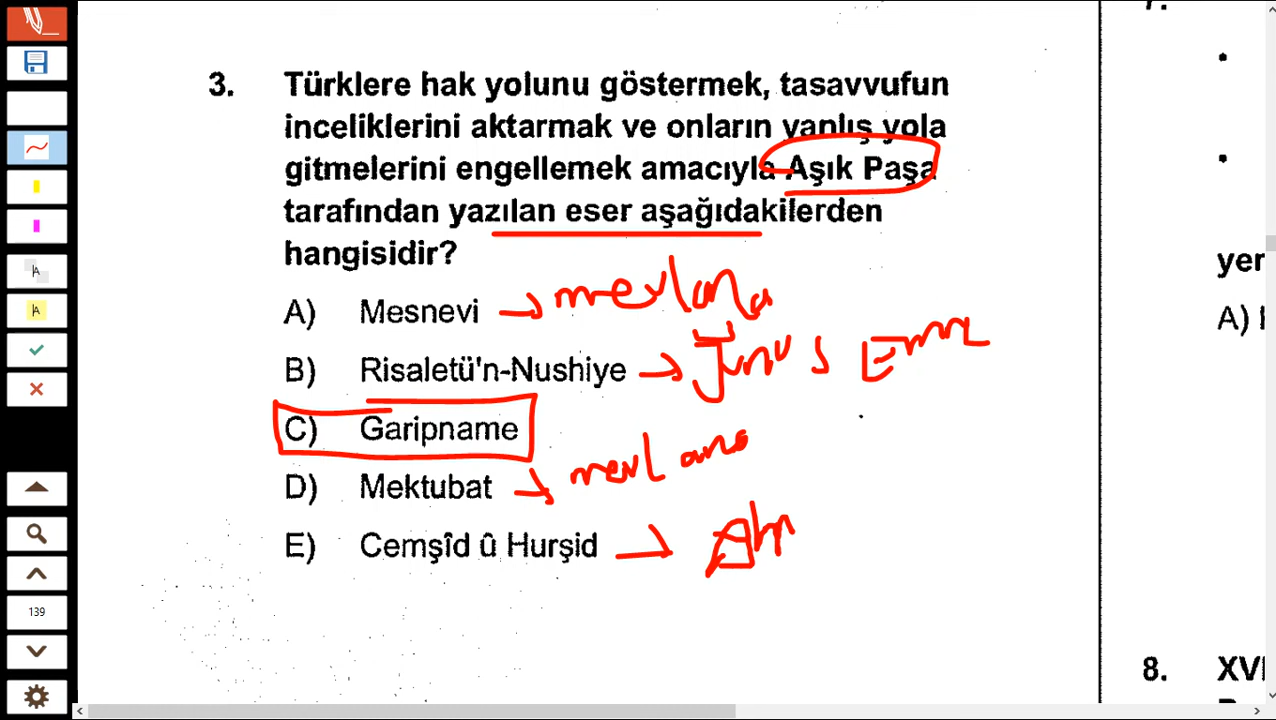 3. Türklere hak yolunu göstermek, tasavvufun
inceliklerini aktarmak ve onların yanlış yola
gitmelerini engellemek amacıyla Aşık Paşa
tarafından yazılan eser aşağıdakilerden
hangisidir?
A) Mesnevi → mevlana
B) Risaletü'n-Nushiye → Yunus Emre
C) Garipname
D) Mektubat → mevlana
E) Cemşîd û Hurşid →
yer
A)
8. XVI
139